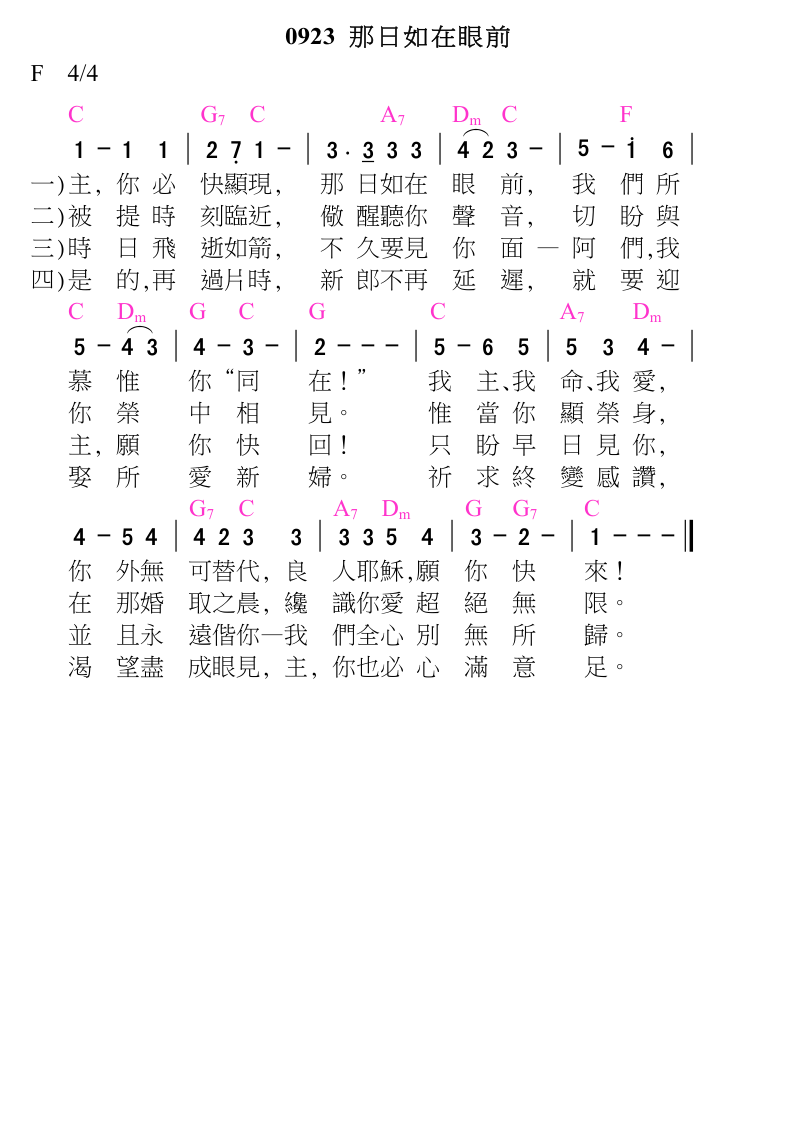 0923 那日如在眼前
F 4/4
C G7 C A7 Dm C F
1 – 1 1 | 2 7 1 – | 3 · 3 3 3 | 4 2 3 – | 5 – 1 6 |
一)主, 你 必 快顯現, 那 日如在 眼 前, 我 們 所
二)被 提 時 刻臨近, 儆 醒聽你 聲 音, 切 盼 與
三)時 日 飛 逝如箭, 不 久要見 你 面 — 阿 們,我
四)是 的,再 過片時, 新 郎不再 延 遲, 就 要 迎
C Dm G C G C A7 Dm
5 – 4 3 | 4 – 3 – | 2 – – – | 5 – 6 5 | 5 3 4 – |
慕 惟 你“同 在!” 我 主、我 命、我 愛,
你 榮 中 相 見。 惟 當 你 顯 榮 身,
主, 願 你 快 回! 只 盼 早 日 見 你,
娶 所 愛 新 婦。 祈 求 終 變 感 讚,
G7 C A7 Dm G G7 C
4 – 5 4 | 4 2 3 3 | 3 3 5 4 | 3 – 2 – | 1 – – – ||
你 外無 可替代, 良 人耶穌,願 你 快 來!
在 那婚 取之晨, 纔 識你愛 超 絕 無 限。
並 且永 遠偕你—我 們全心 別 無 所 歸。
渴 望盡 成眼見, 主, 你也必 心 滿 意 足。